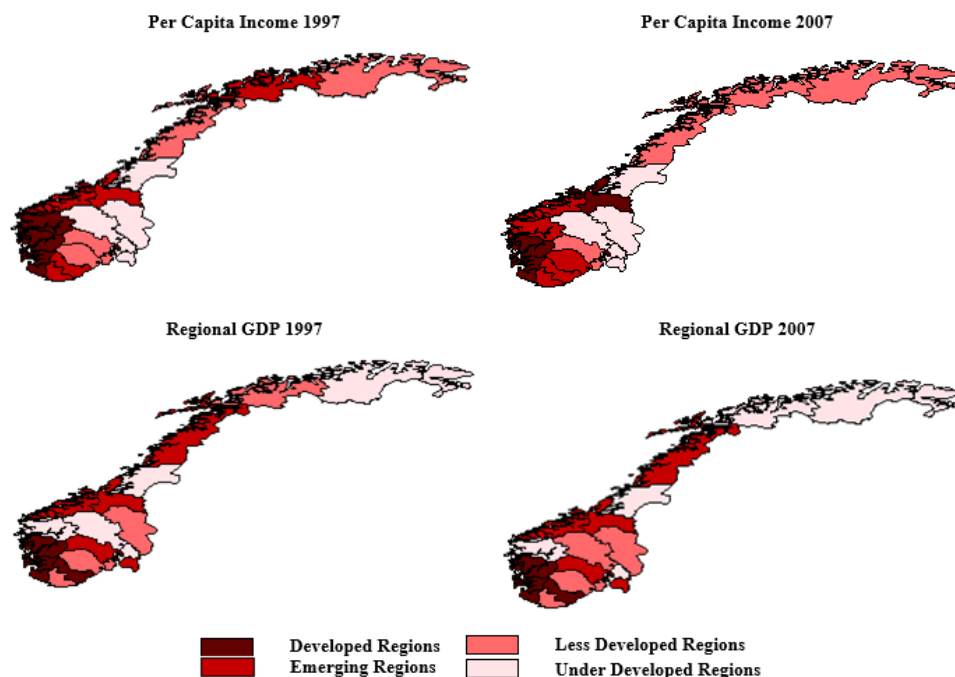 Per Capita Income 1997
Per Capita Income 2007
Regional GDP 1997
Regional GDP 2007
Developed Regions
Less Developed Regions
Emerging Regions
Under Developed Regions